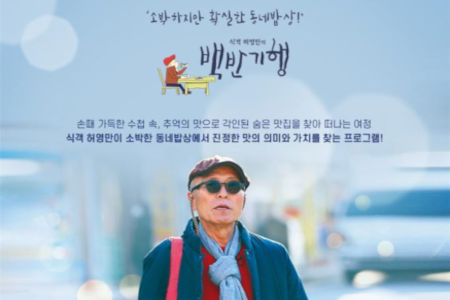 '소박하지만 확실한 동네밥상!'
식객 허영만의
백반기행
손때 가득한 수첩 속, 추억의 맛으로 각인된 숨은 맛집을 찾아 떠나는 여정
식객 허영만이 소박한 동네밥상에서 진정한 맛의 의미와 가치를 찾는 프로그램!